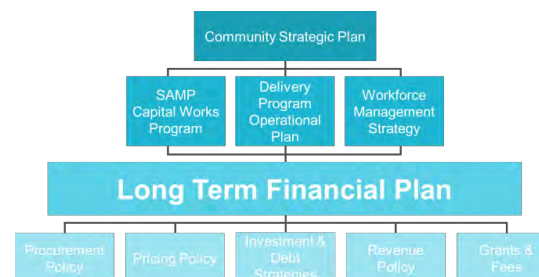 Community Strategic Plan
SAMP
Capital Works
Program
Delivery
Program
Operational
Plan
Workforce
Management
Strategy
Long Term Financial Plan
Procurement
Policy
Pricing Policy
Investment &
Debt
Strategies
Revenue
Policy
Grants &
Fees